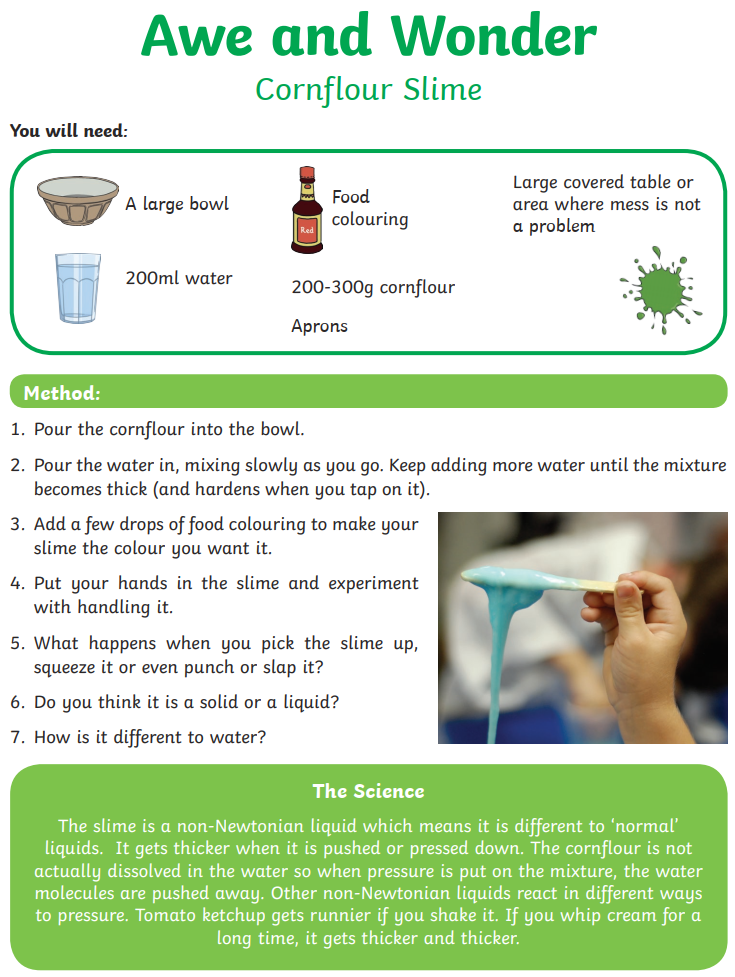 Awe and Wonder
Cornflour Slime
You will need:
A large bowl
200ml water
Red
Food
colouring
200-300g cornflour
Aprons
Large covered table or
area where mess is not
a problem
Method:
1. Pour the cornflour into the bowl.
2. Pour the water in, mixing slowly as you go. Keep adding more water until the mixture
becomes thick (and hardens when you tap on it).
3. Add a few drops of food colouring to make your
slime the colour you want it.
4. Put your hands in the slime and experiment
with handling it.
5. What happens when you pick the slime up,
squeeze it or even punch or slap it?
6. Do you think it is a solid or a liquid?
7. How is it different to water?
The Science
The slime is a non-Newtonian liquid which means it is different to ‘normal’
liquids.  It gets thicker when it is pushed or pressed down. The cornflour is not
actually dissolved in the water so when pressure is put on the mixture, the water
molecules are pushed away. Other non-Newtonian liquids react in different ways
to pressure. Tomato ketchup gets runnier if you shake it. If you whip cream for a
long time, it gets thicker and thicker.